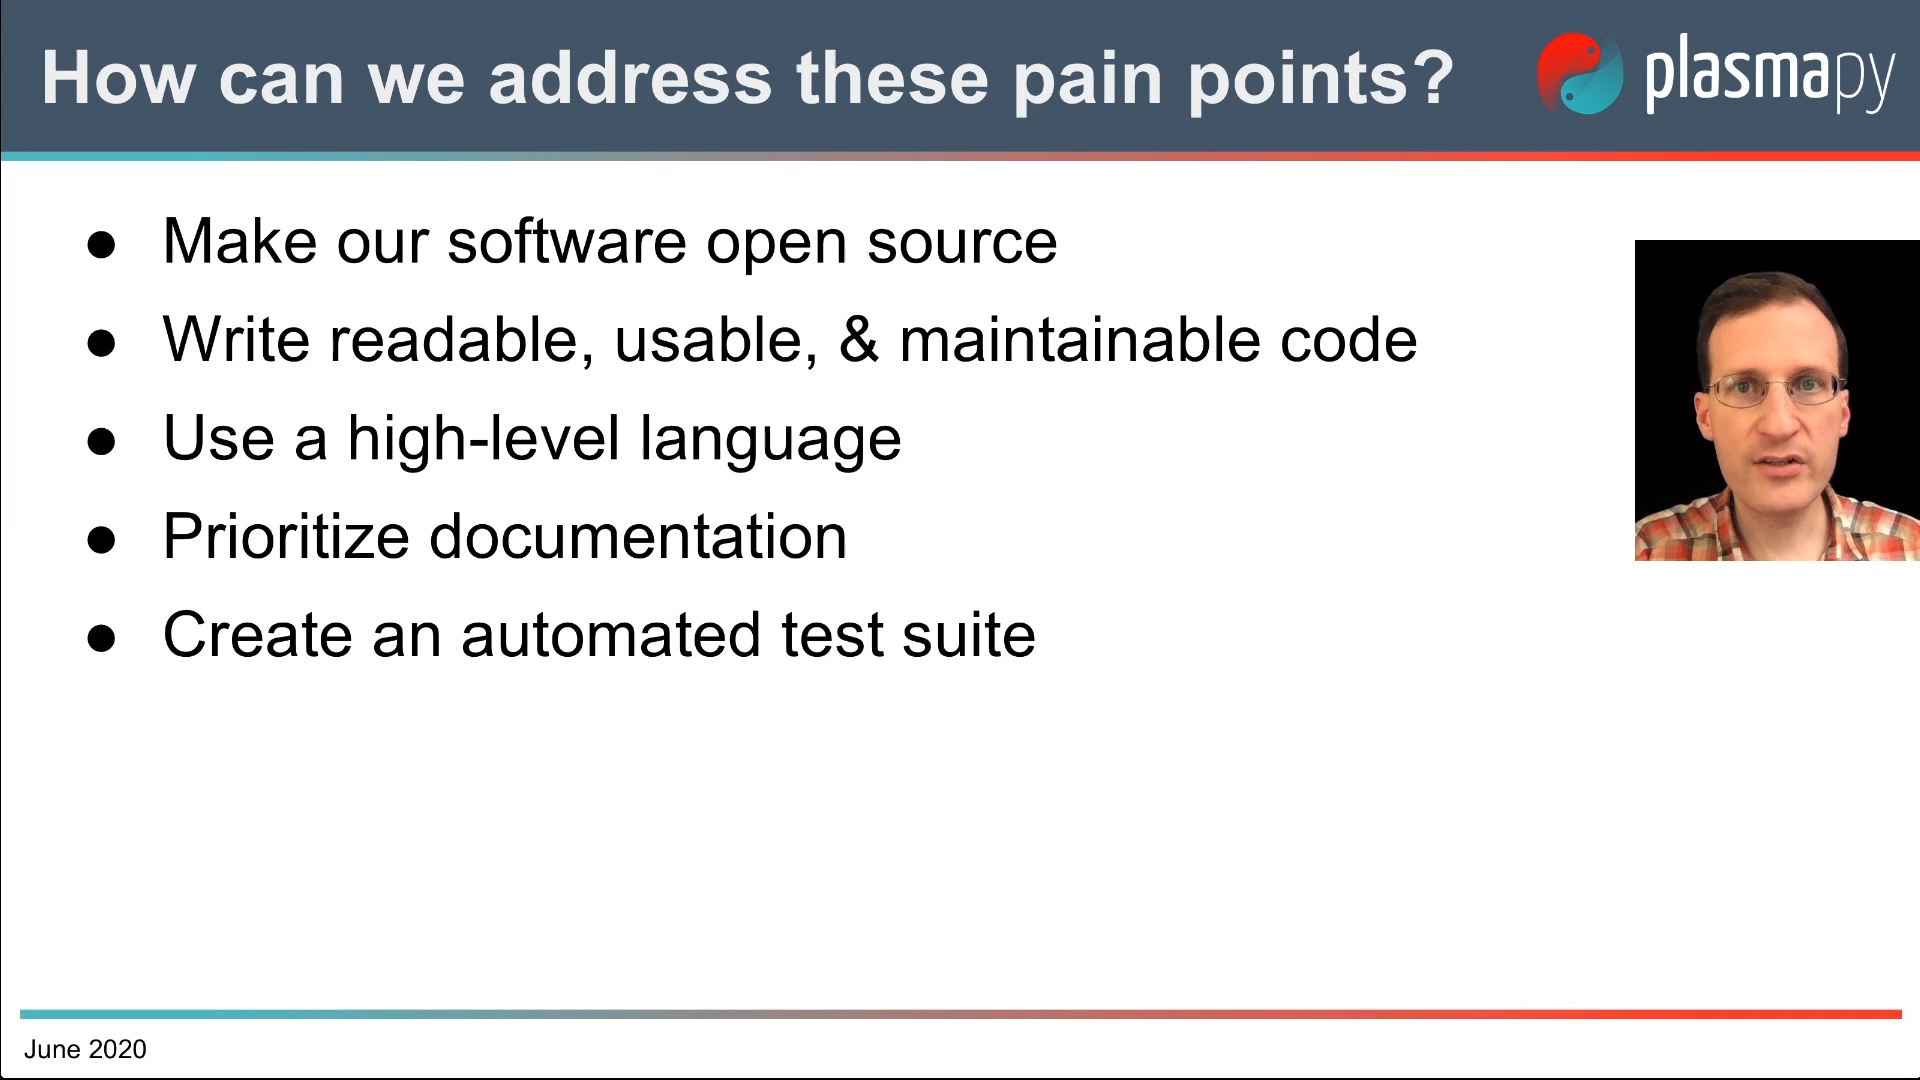 How can we address these pain points?
plasmapy
● Make our software open source
● Write readable, usable, & maintainable code
● Use a high-level language
● Prioritize documentation
● Create an automated test suite
June 2020